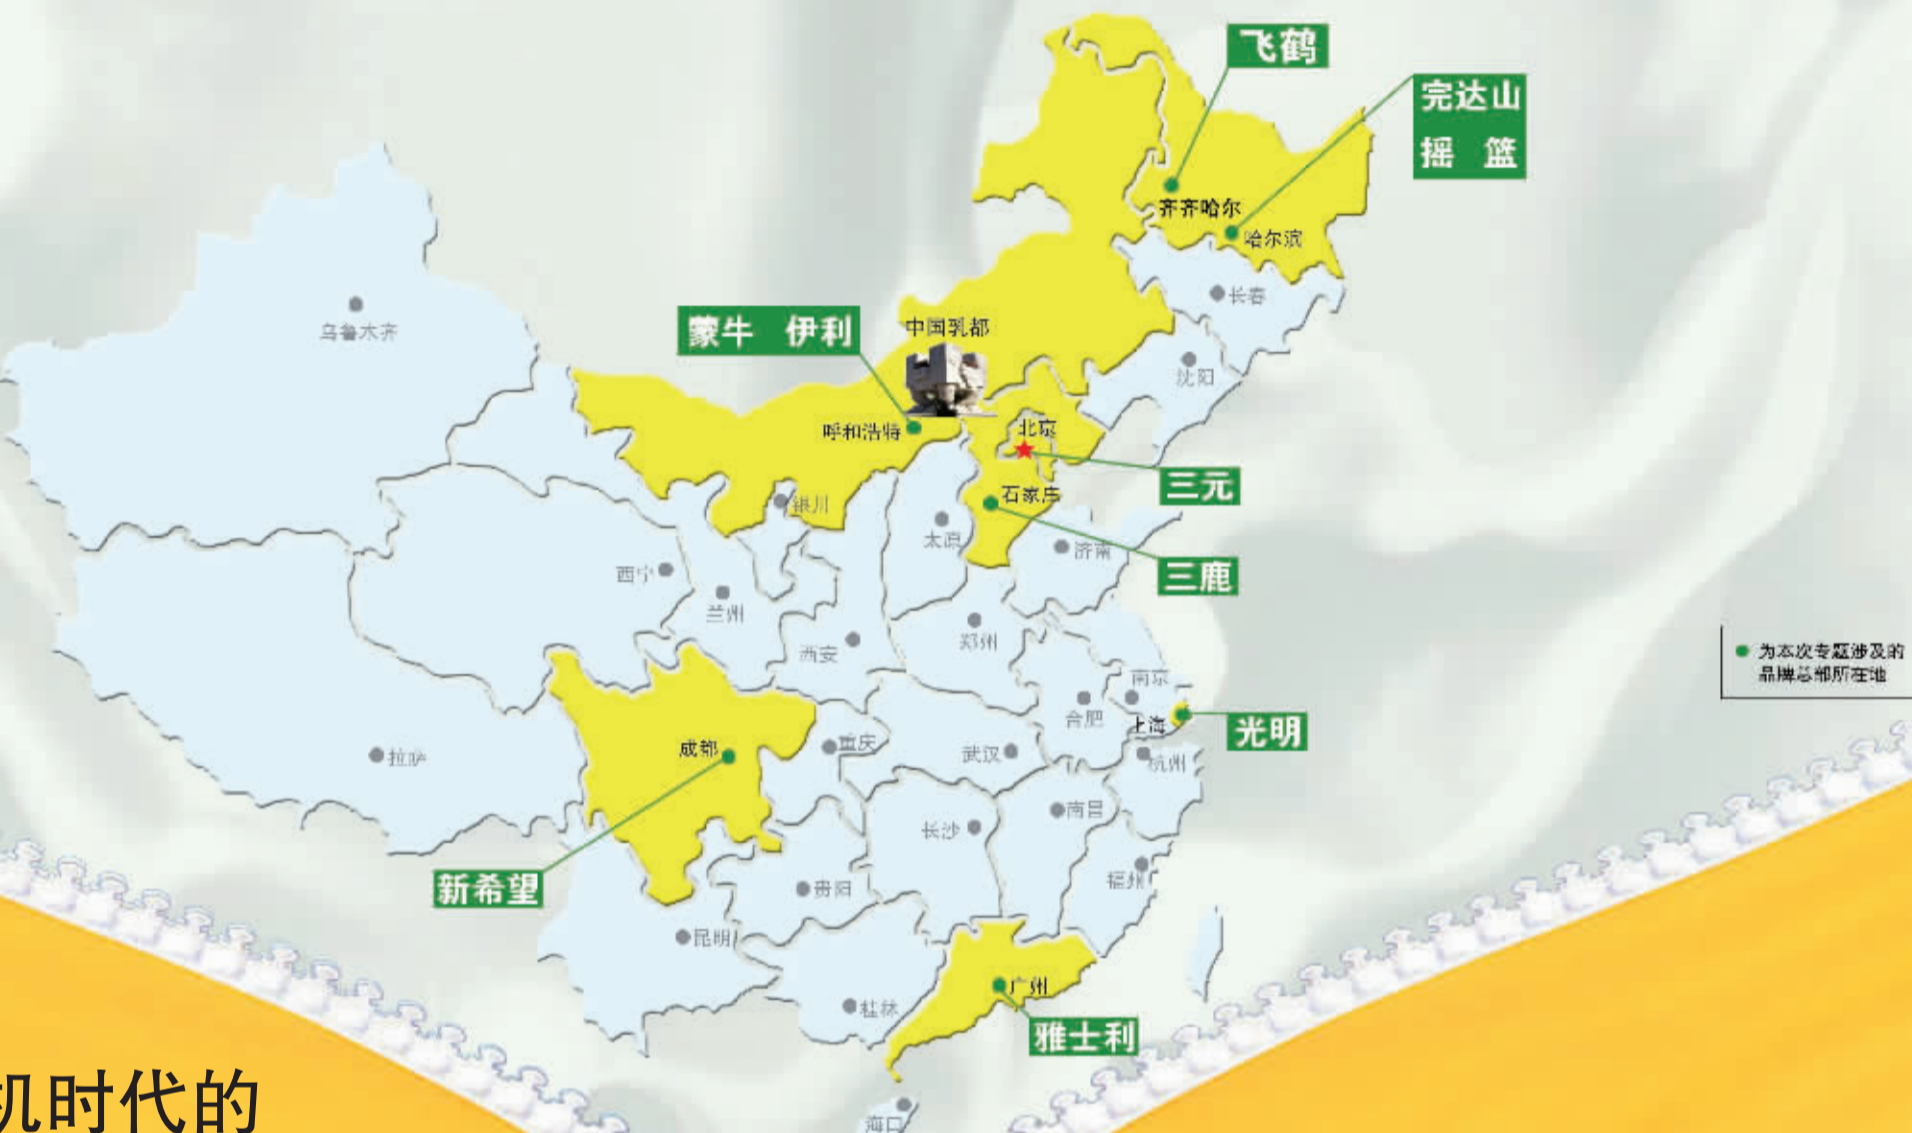 飞鹤
完达山
摇 篮
齐齐哈尔
哈尔滨
长春
乌鲁木齐
蒙牛 伊利
中国乳都
沈阳
呼和浩特
北京
三元
石家庄
银川
太原
济南
三鹿
西宁
兰州
郑州
西安
为本次专题涉及的
品牌总部所在地
南京
合肥
上海
光明
成都
重庆
武汉
杭州
拉萨
南昌
长沙
福州
新希望
贵阳
昆明
广州
桂林
雅士利
机时代的
海口